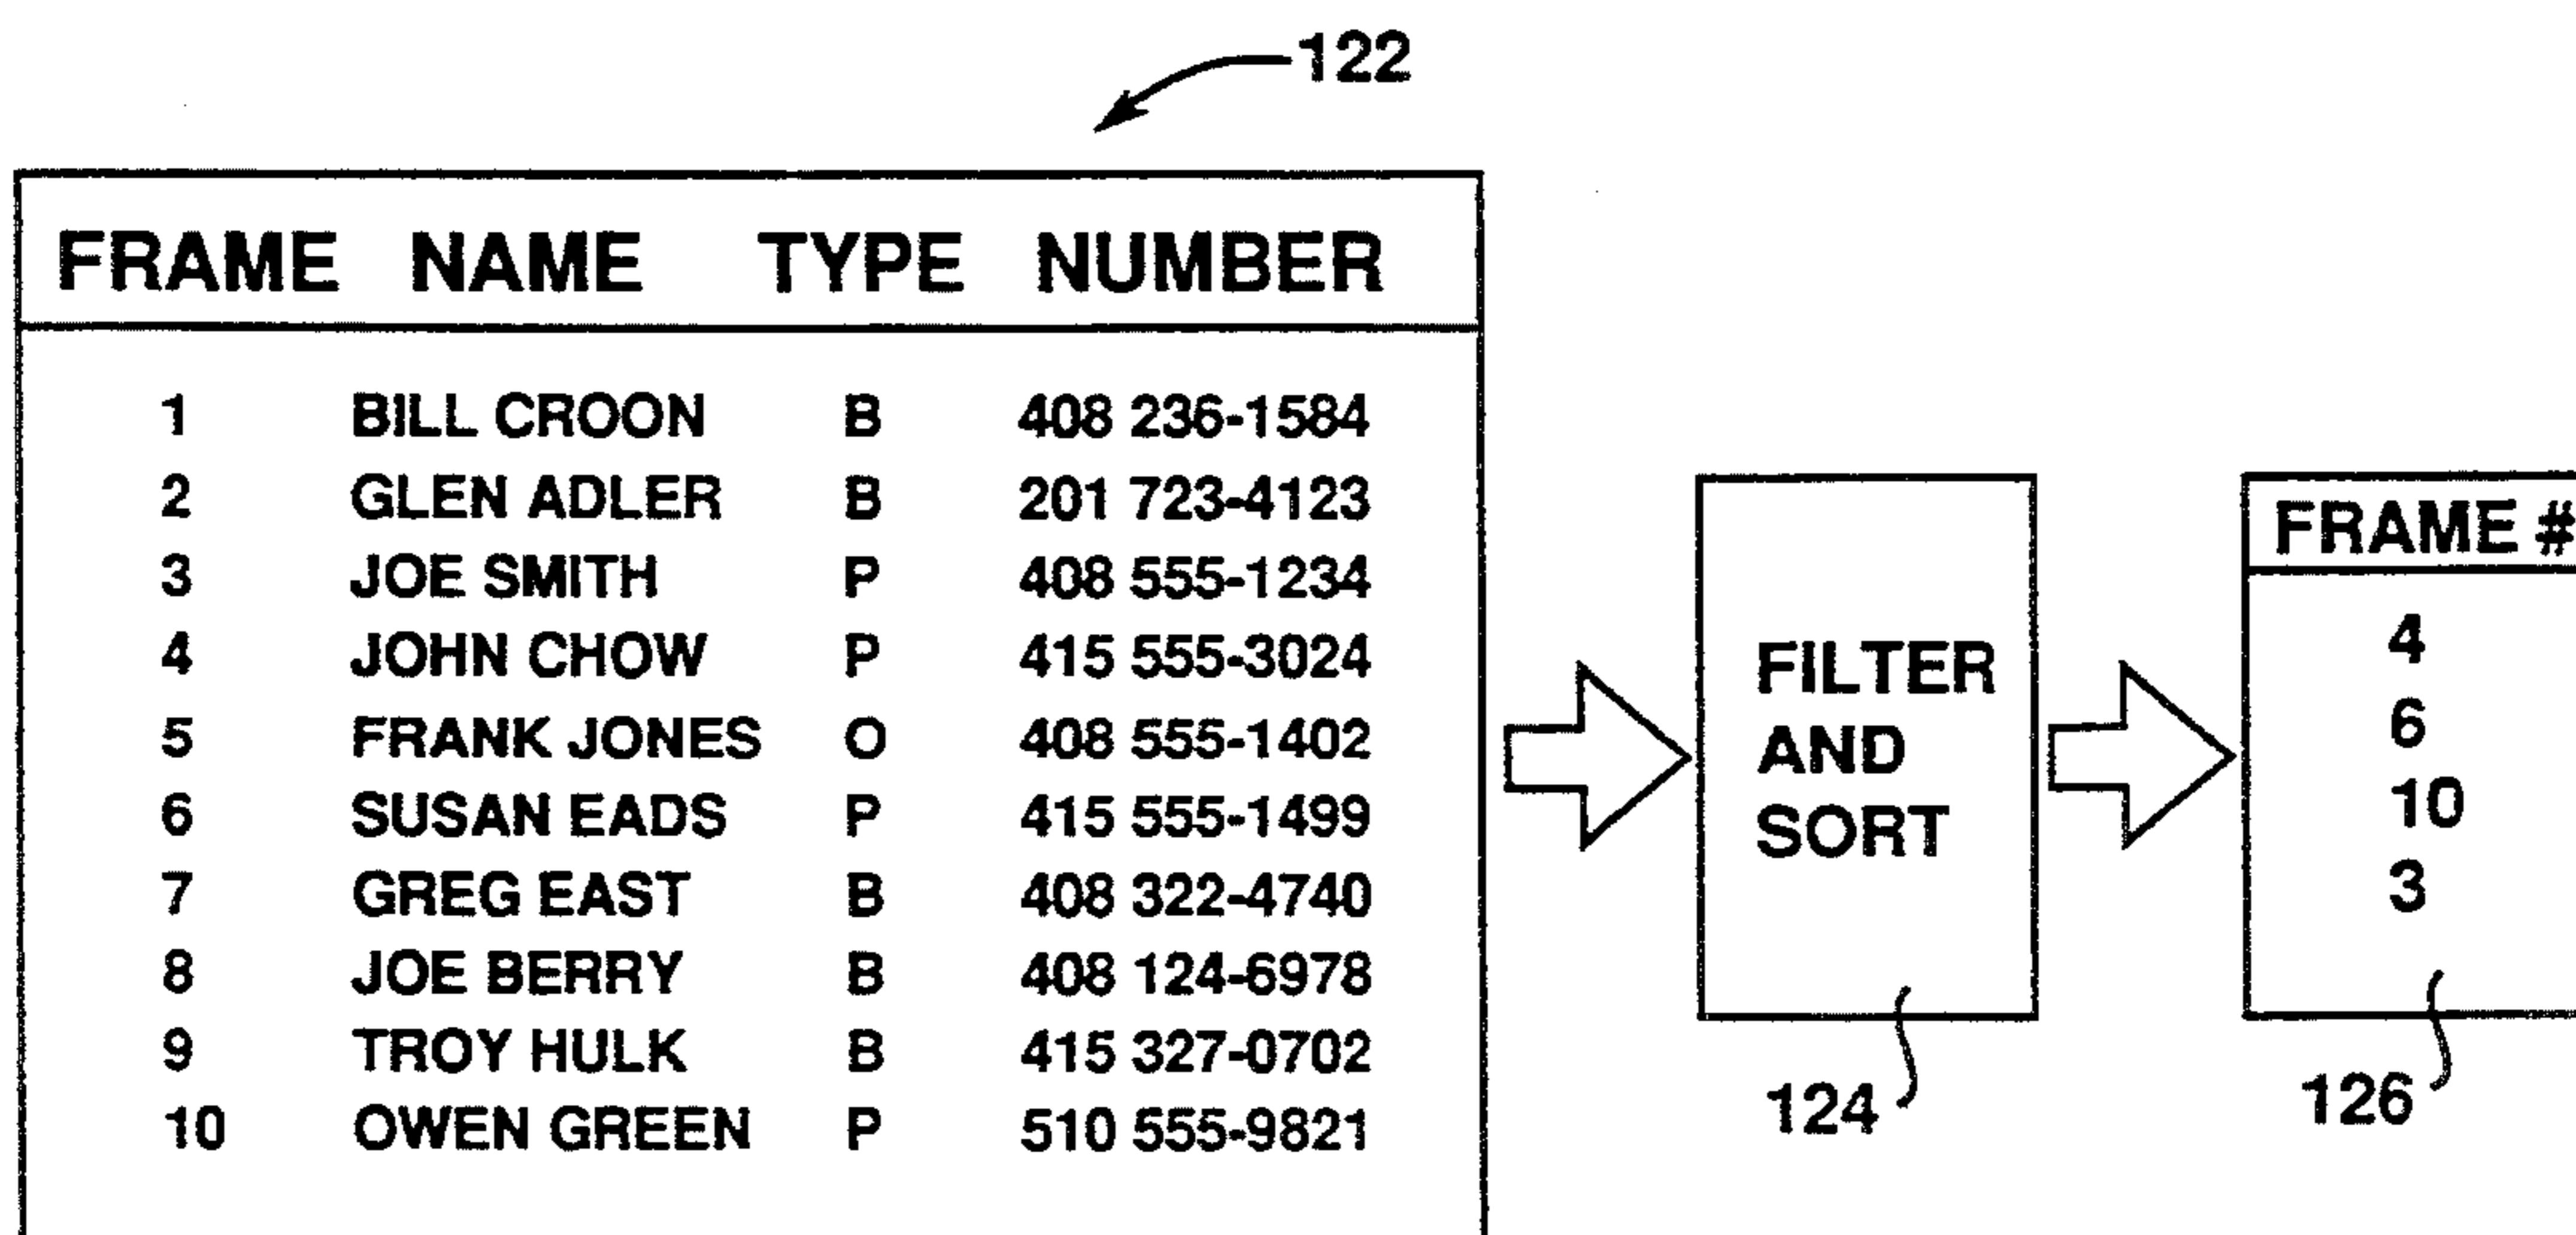 122
FRAME NAME TYPE NUMBER
1 BILL CROON B 408 236-1584
2 GLEN ADLER B 201 723-4123
3 JOE SMITH P 408 555-1234
4 JOHN CHOW P 415 555-3024
5 FRANK JONES O 408 555-1402
6 SUSAN EADS P 415 555-1499
7 GREG EAST B 408 322-4740
8 JOE BERRY B 408 124-6978
9 TROY HULK B 415 327-0702
10 OWEN GREEN P 510 555-9821
FILTER
AND
SORT
124
FRAME #
4
6
10
3
126